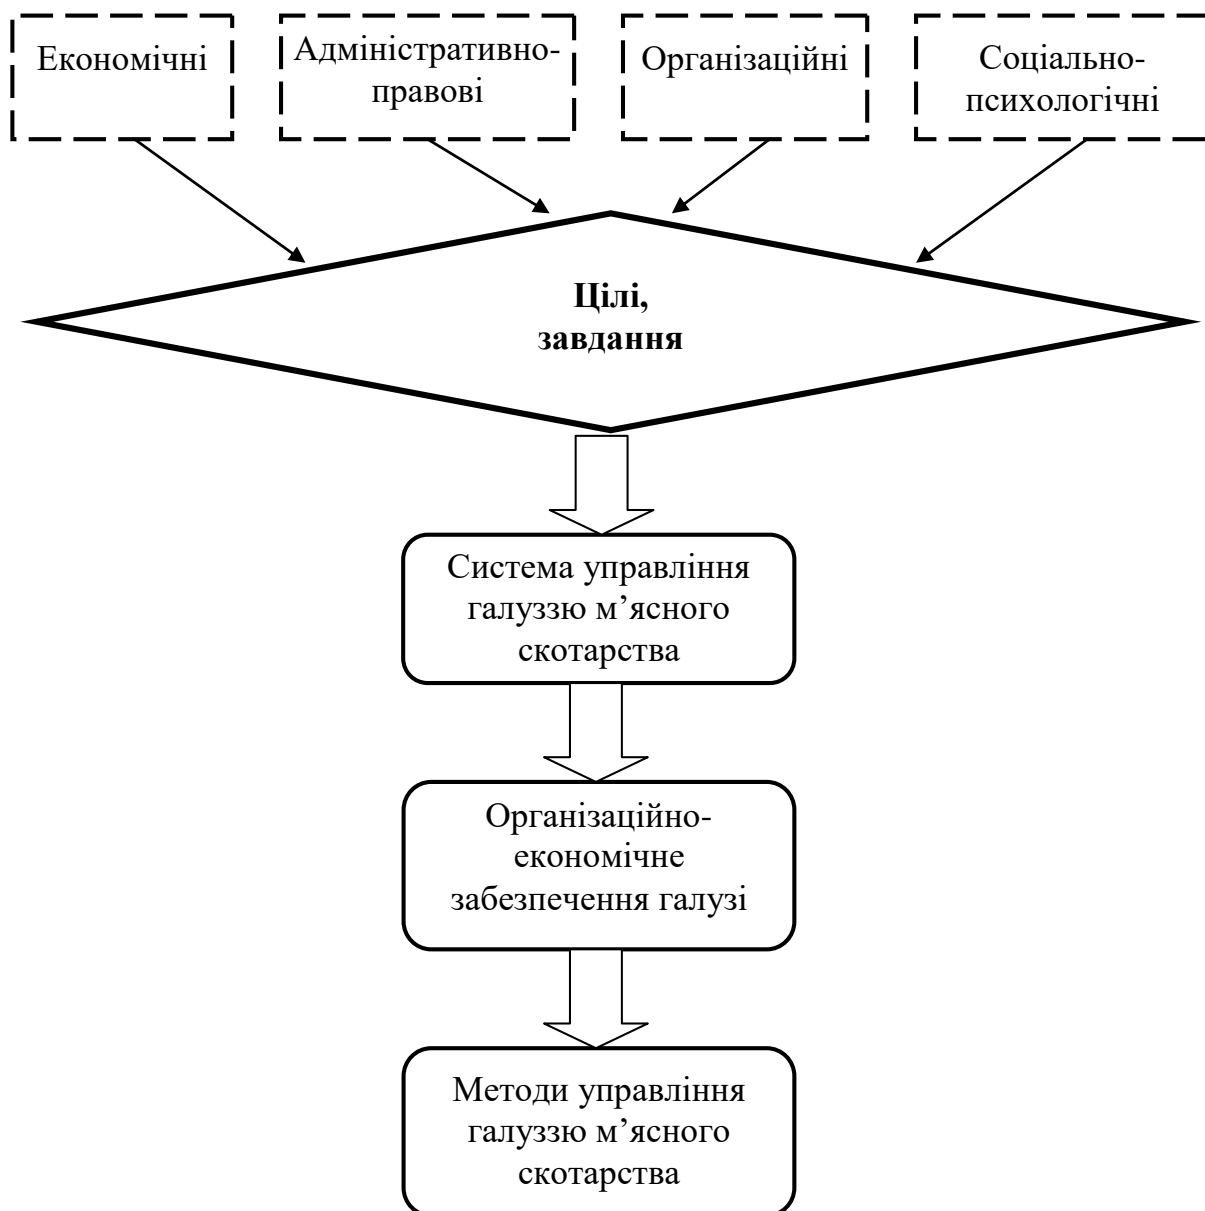 Економічні
Адміністративно-
правові
Організаційні
Соціально-
психологічні
Цілі,
завдання
Система управління
галуззю м’ясного
скотарства
Організаційно-
економічне
забезпечення галузі
Методи управління
галуззю м’ясного
скотарства